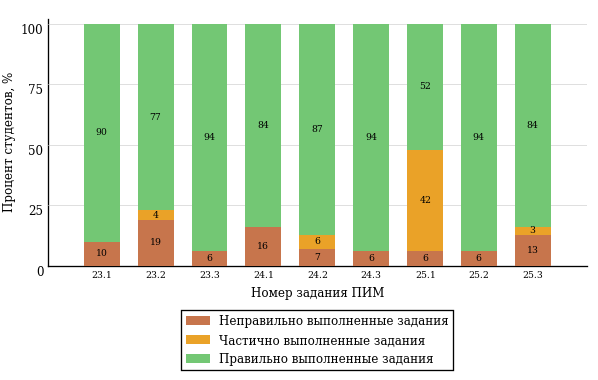 Процент студентов, %
100
75
50
25
0
90 77 94 84 87 94 52 94 84
4 6 42 3
10 19 6 16 7 6 6 6 13
23.1 23.2 23.3 24.1 24.2 24.3 25.1 25.2 25.3
Номер задания ПИМ
Неправильно выполненные задания
Частично выполненные задания
Правильно выполненные задания